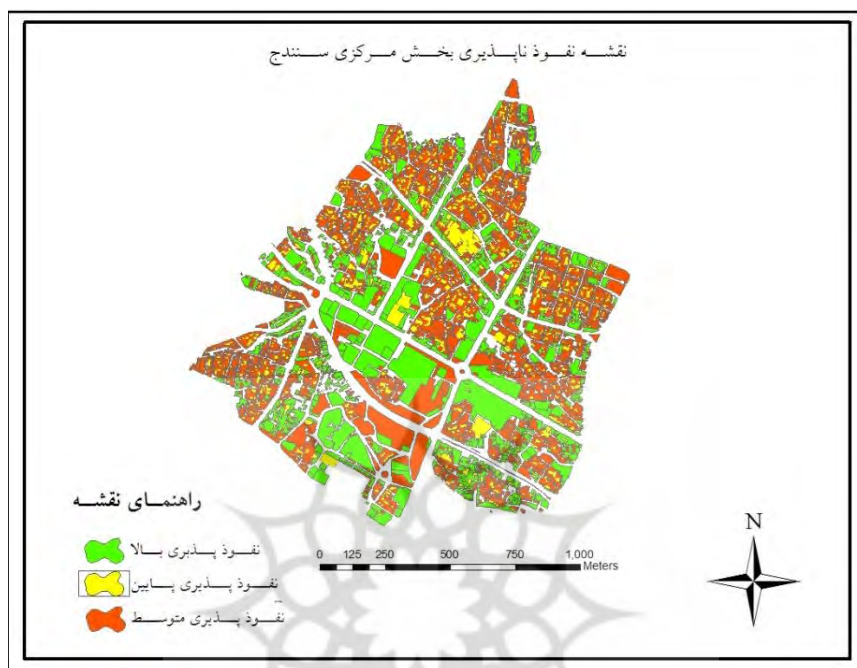 نقشه نفوذ ناپذیری بخش مرکزی سنندج
راهنمای نقشه
نفوذ پذیری بالا
نفوذ پذیری پایین
نفوذ پذیری متوسط
0 125 250 500 750 1,000
Meters
N